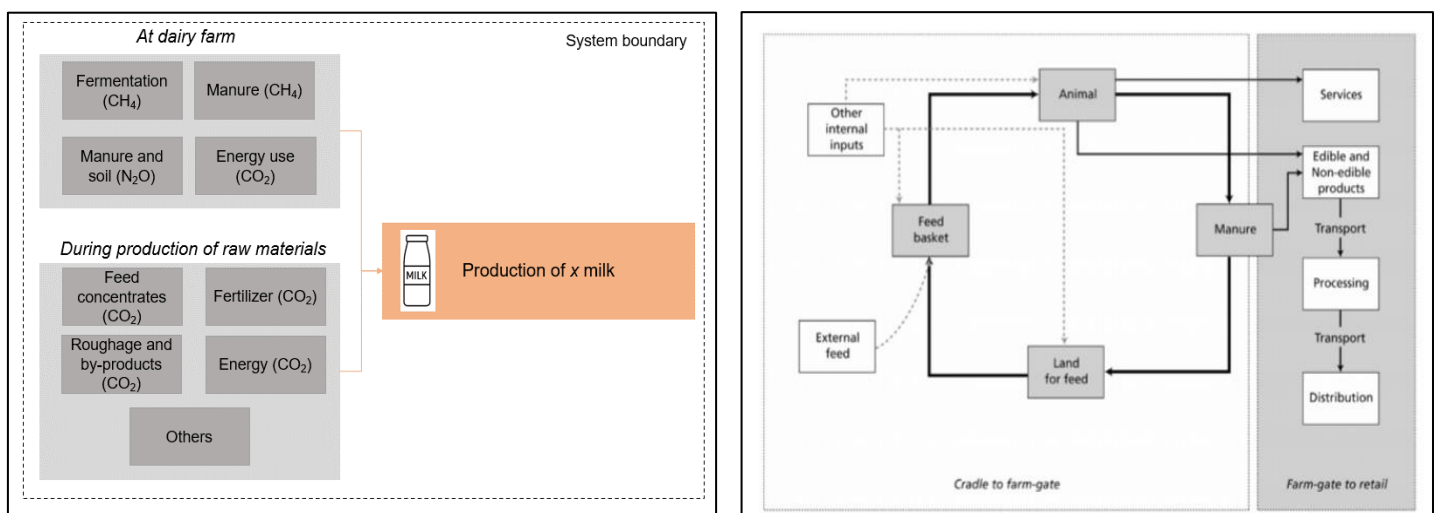 At dairy farm
System boundary
Fermentation
(CH₄)
Manure (CH₄)
Manure and
soil (N₂O)
Energy use
(CO₂)
During production of raw materials
Feed
concentrates
(CO₂)
Fertilizer (CO₂)
Roughage and
by-products
(CO₂)
Energy (CO₂)
Others
MILK
Production of x milk
Animal
Other
internal
inputs
Feed
basket
Manure
External
feed
Land
for feed
Cradle to farm-gate
Services
Edible and
Non-edible
products
Transport
Processing
Transport
Distribution
Farm-gate to retail